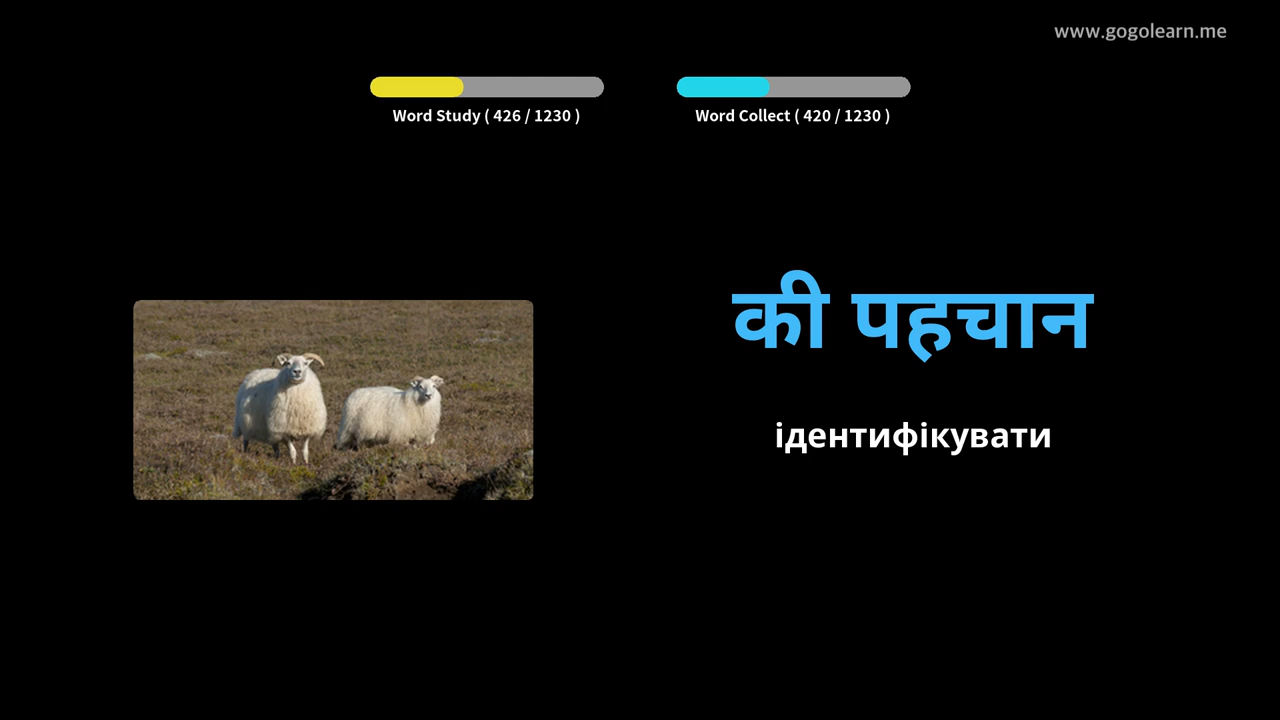 www.gogolearn.me
Word Study ( 426 / 1230 )
Word Collect ( 420 / 1230 )
की पहचान
ідентифікувати